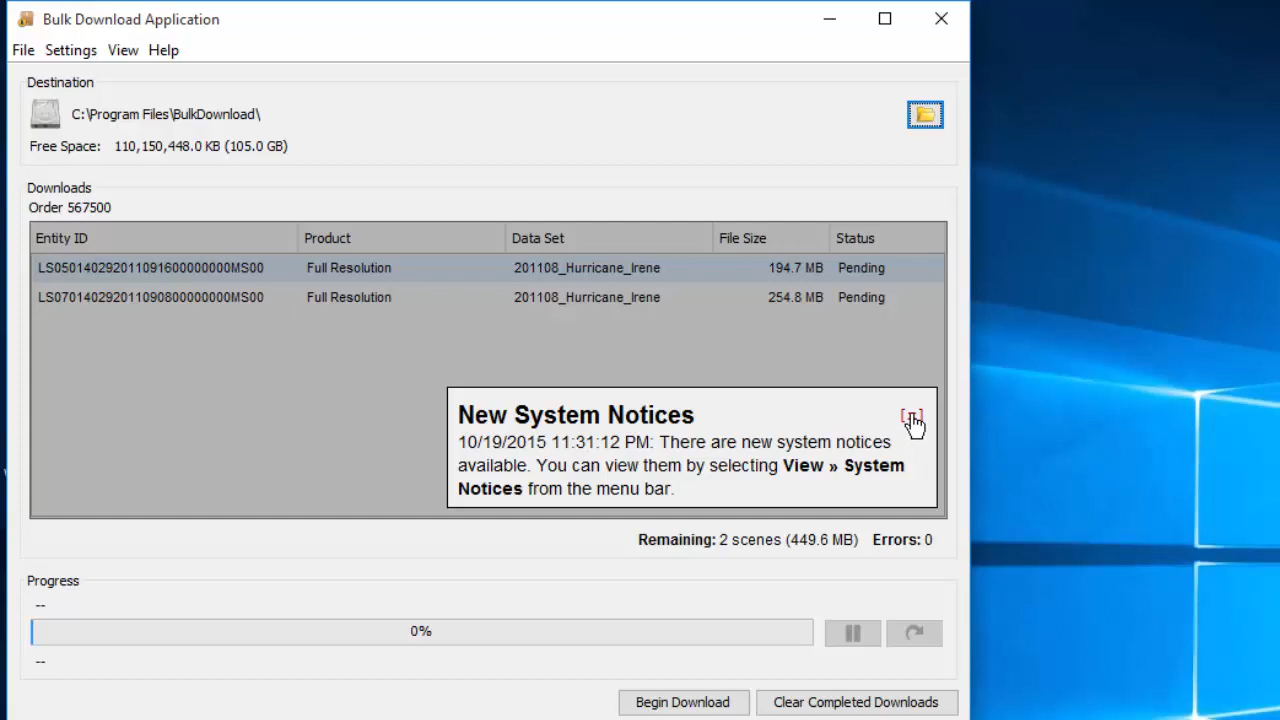 Bulk Download Application
File Settings View Help
Destination
C:\Program Files\BulkDownload\
Free Space: 110,150,448.0 KB (105.0 GB)
Downloads
Order 567500
Entity ID Product Data Set File Size Status
LS05014029201109160000000MS00 Full Resolution 201108_Hurricane_Irene 194.7 MB Pending
LS07014029201109080000000MS00 Full Resolution 201108_Hurricane_Irene 254.8 MB Pending
New System Notices
10/19/2015 11:31:12 PM: There are new system notices
available. You can view them by selecting View » System
Notices from the menu bar.
Remaining: 2 scenes (449.6 MB) Errors: 0
Progress
--
0%
--
Begin Download Clear Completed Downloads